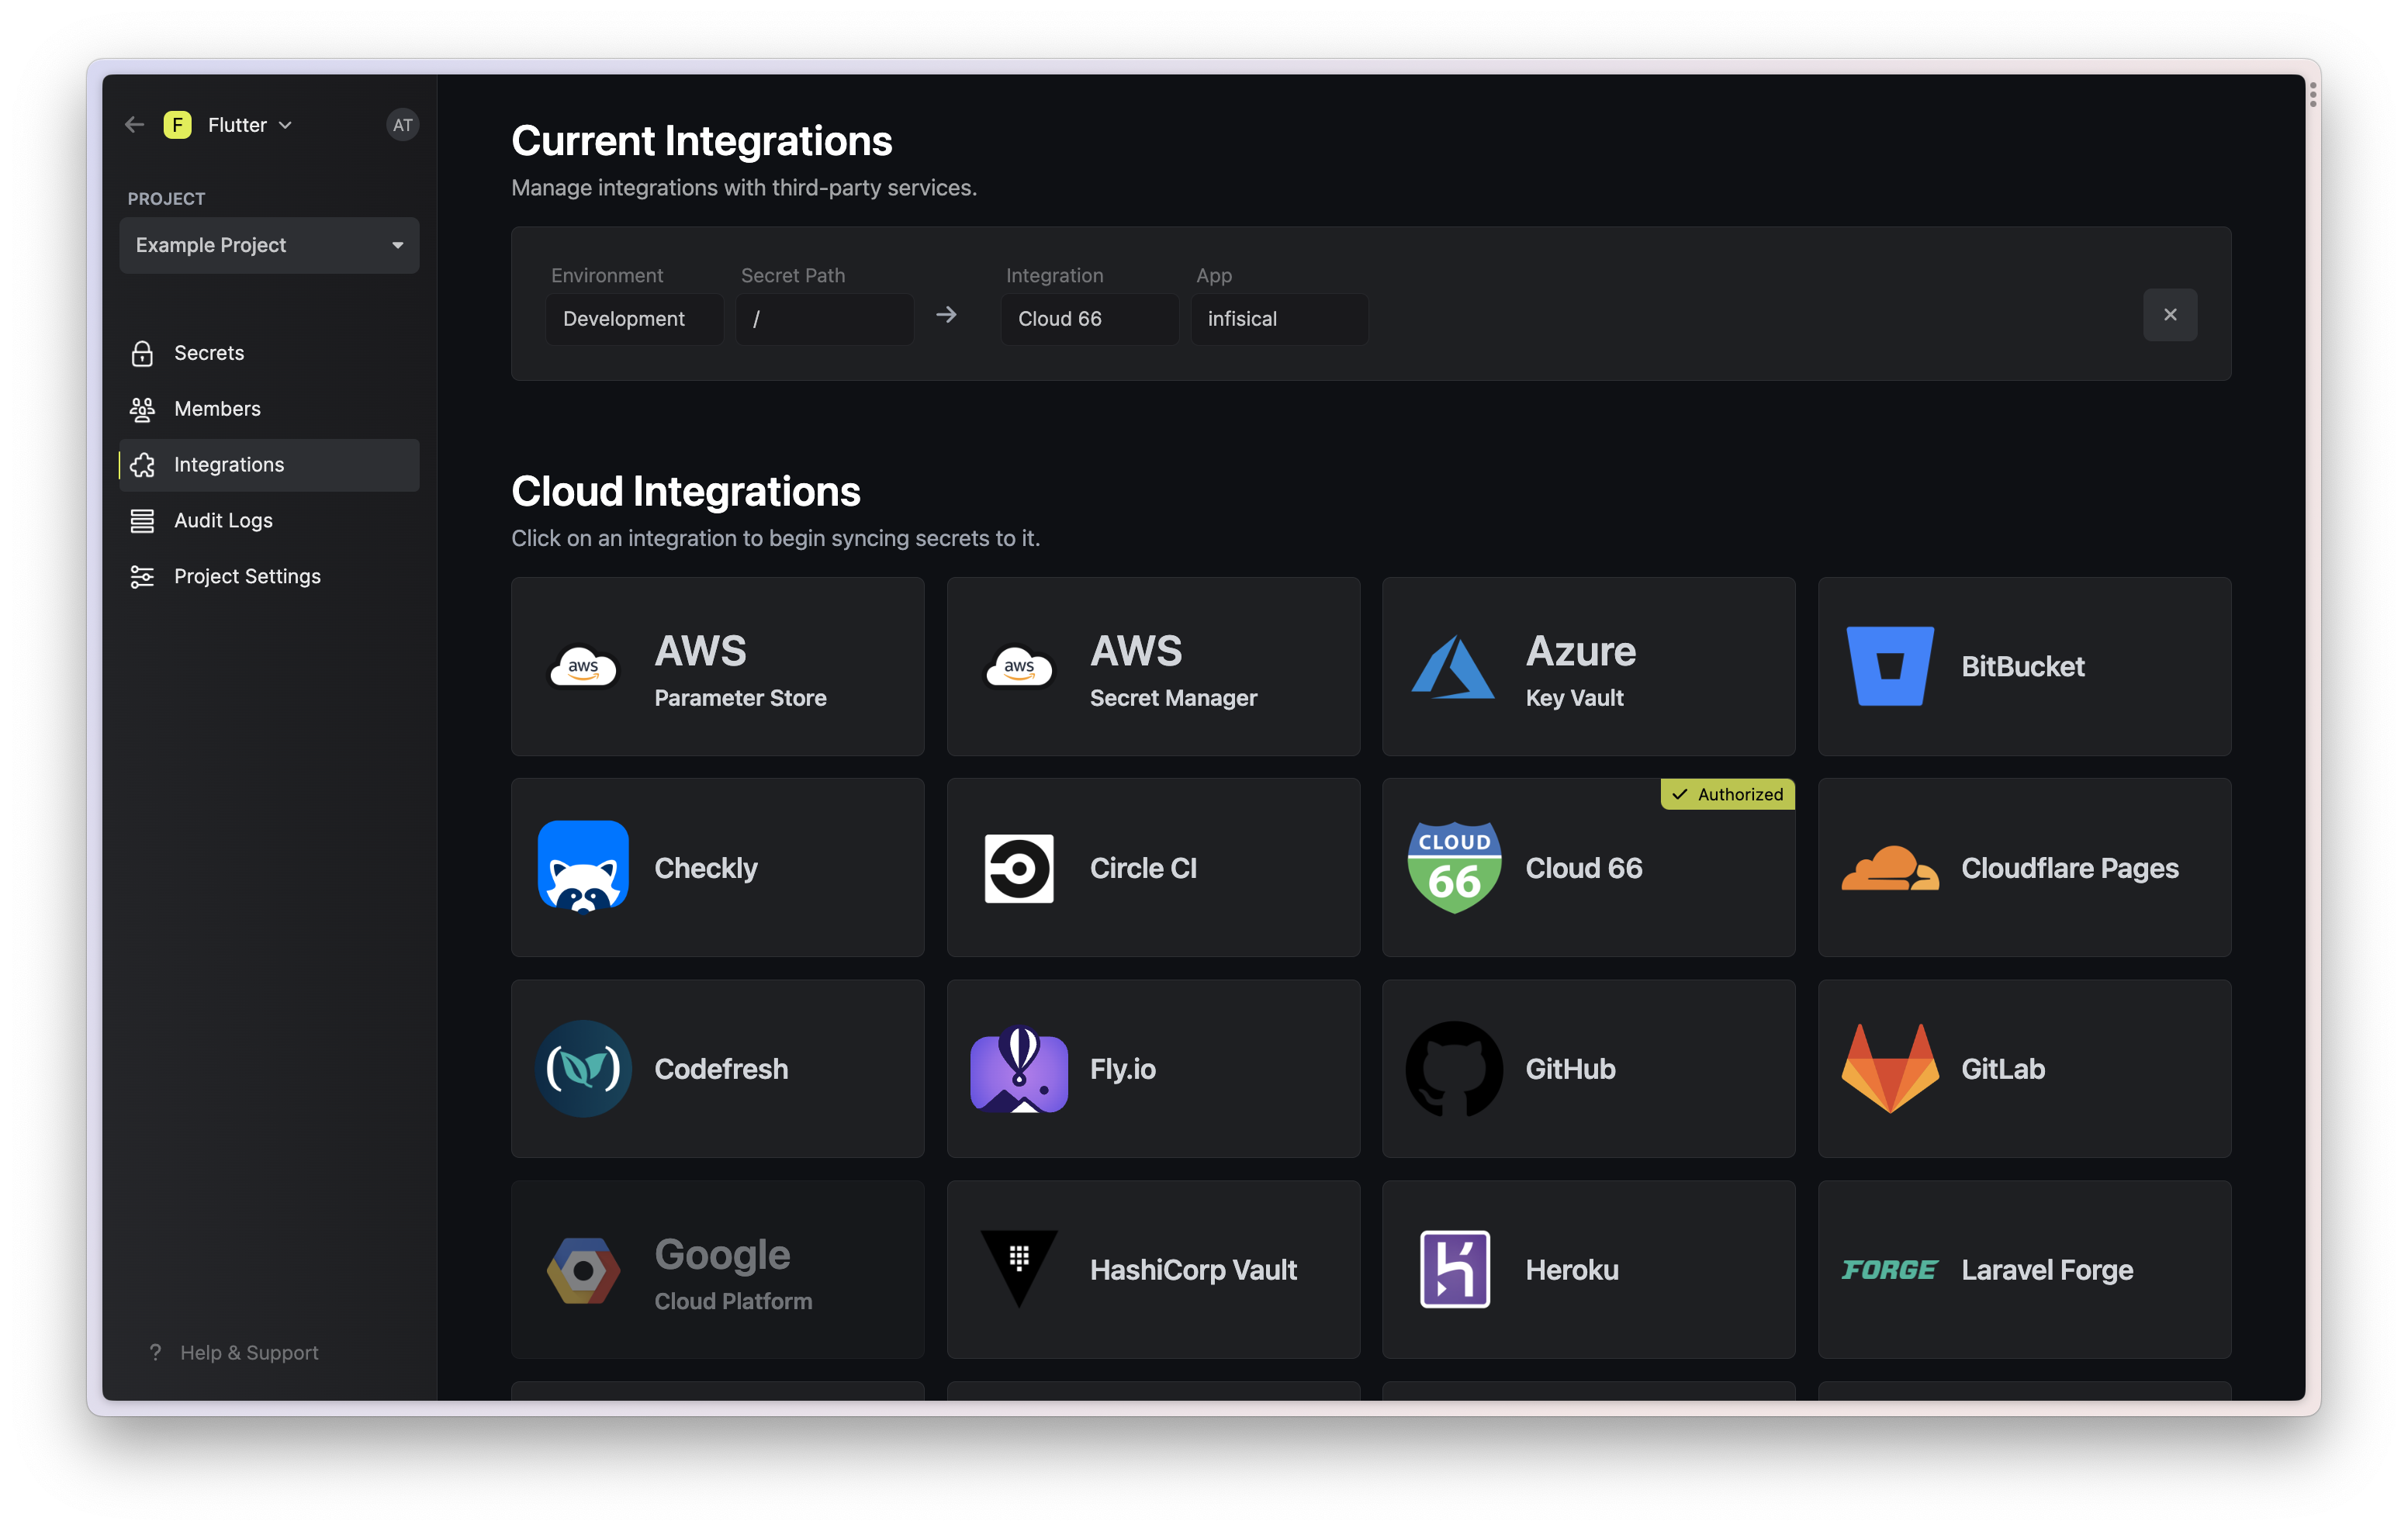 F Flutter AT
PROJECT
Example Project
Secrets
Members
Integrations
Audit Logs
Project Settings
? Help & Support
Current Integrations
Manage integrations with third-party services.
Environment Secret Path Integration App
Development / Cloud 66 infisical
Cloud Integrations
Click on an integration to begin syncing secrets to it.
aws AWS
Parameter Store
aws AWS
Secret Manager
Azure
Key Vault
BitBucket
Checkly
Circle CI
Authorized
CLOUD
66
Cloud 66
Cloudflare Pages
Codefresh
Fly.io
GitHub
GitLab
Google
Cloud Platform
HashiCorp Vault
Heroku
FORGE Laravel Forge